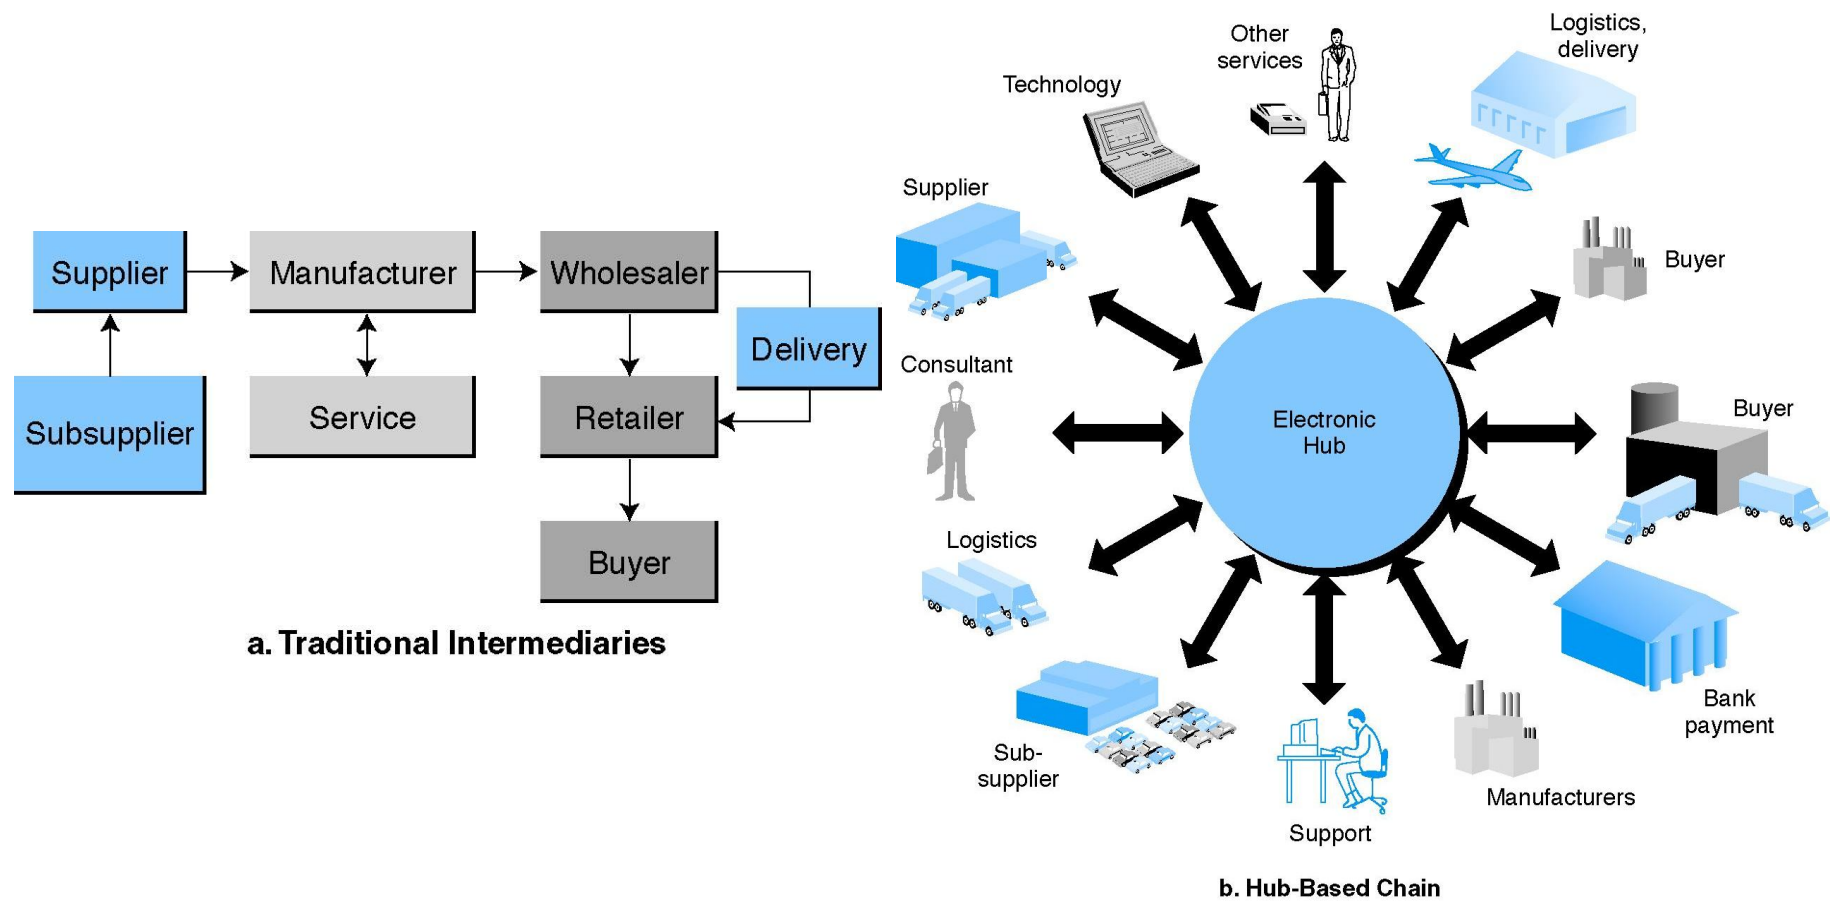 Supplier
Manufacturer
Wholesaler
Delivery
Subsupplier
Service
Retailer
Buyer
a. Traditional Intermediaries
Other
services
Logistics,
delivery
Technology
Supplier
Buyer
Consultant
Buyer
Electronic
Hub
Logistics
Bank
payment
Sub-
supplier
Manufacturers
Support
b. Hub-Based Chain